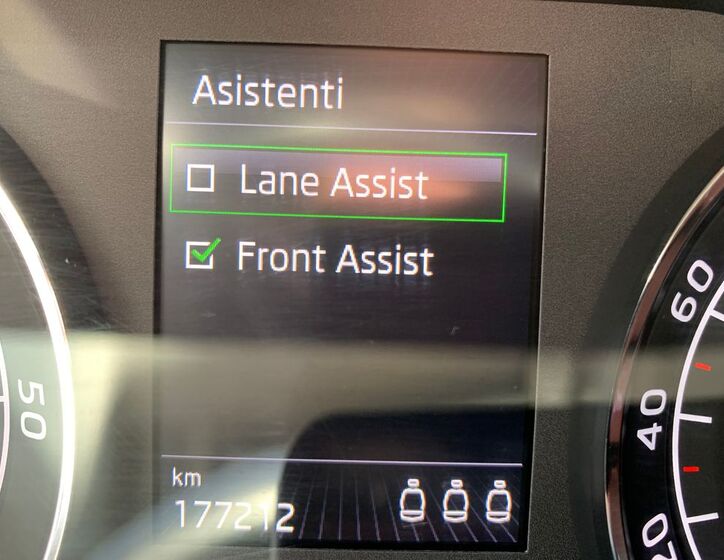 Asistenti
Lane Assist
Front Assist
km
177212
50
60
40
20